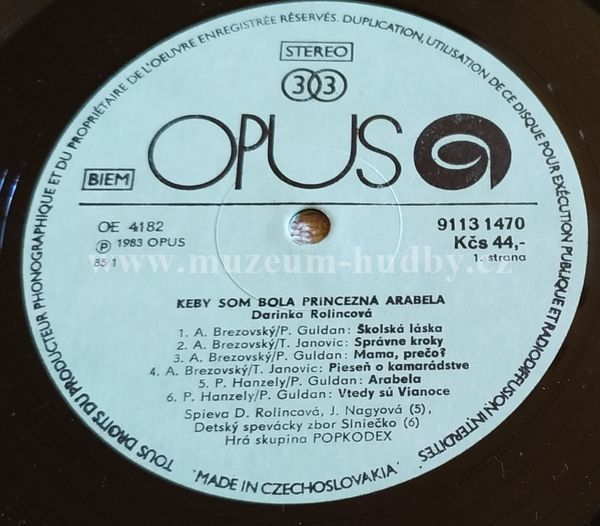 TOUS DROITS DU PRODUCTEUR PHONOGRAPHIQUE ET DU PROPRIÉTAIRE DE L'OEUVRE ENREGISTRÉE RÉSERVÉS. DUPLICATION, UTILISATION DE CE DISQUE POUR EXÉCUTION PUBLIQUE ET RADIODIFFUSION INTERDITES
STEREO
33
OPUS
BIEM
OE 4182
℗ 1983 OPUS
85 1
9113 1470
Kčs 44,-
1. strana
www.muzeum-hudby.cz
KEBY SOM BOLA PRINCEZNÁ ARABELA
Darinka Rolincová
1. A. Brezovský/P. Guldan: Školská láska
2. A. Brezovský/T. Janovic: Správne kroky
3. A. Brezovský/P. Guldan: Mama, prečo?
4. A. Brezovský/T. Janovic: Pieseň o kamarádstve
5. P. Hanzely/P. Guldan: Arabela
6. P. Hanzely/P. Guldan: Vtedy sú Vianoce
Spieva D. Rolincová, J. Nagyová (5),
Detský spevácky zbor Slniečko (6)
Hrá skupina POPKODEX
MADE IN CZECHOSLOVAKIA